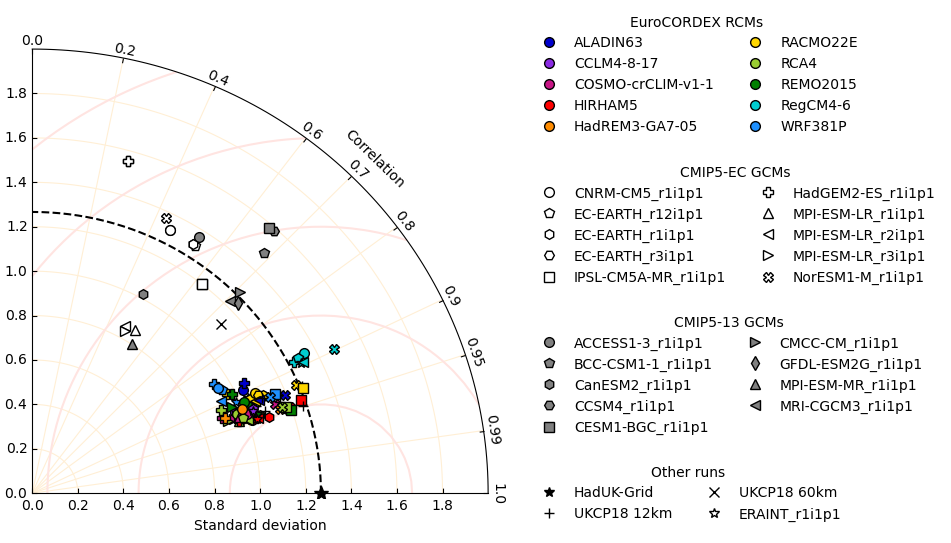 0.0
0.2
0.4
0.6
0.7
0.8
0.9
0.95
0.99
1.0
Correlation
1.8
1.6
1.4
1.2
1.0
0.8
0.6
0.4
0.2
0.0
0.0 0.2 0.4 0.6 0.8 1.0 1.2 1.4 1.6 1.8
Standard deviation
EuroCORDEX RCMs
ALADIN63 RACMO22E
CCLM4-8-17 RCA4
COSMO-crCLIM-v1-1 REMO2015
HIRHAM5 RegCM4-6
HadREM3-GA7-05 WRF381P
CMIP5-EC GCMs
CNRM-CM5_r1i1p1 HadGEM2-ES_r1i1p1
EC-EARTH_r12i1p1 MPI-ESM-LR_r1i1p1
EC-EARTH_r1i1p1 MPI-ESM-LR_r2i1p1
EC-EARTH_r3i1p1 MPI-ESM-LR_r3i1p1
IPSL-CM5A-MR_r1i1p1 NorESM1-M_r1i1p1
CMIP5-13 GCMs
ACCESS1-3_r1i1p1 CMCC-CM_r1i1p1
BCC-CSM1-1_r1i1p1 GFDL-ESM2G_r1i1p1
CanESM2_r1i1p1 MPI-ESM-MR_r1i1p1
CCSM4_r1i1p1 MRI-CGCM3_r1i1p1
CESM1-BGC_r1i1p1
Other runs
HadUK-Grid UKCP18 60km
UKCP18 12km ERAINT_r1i1p1